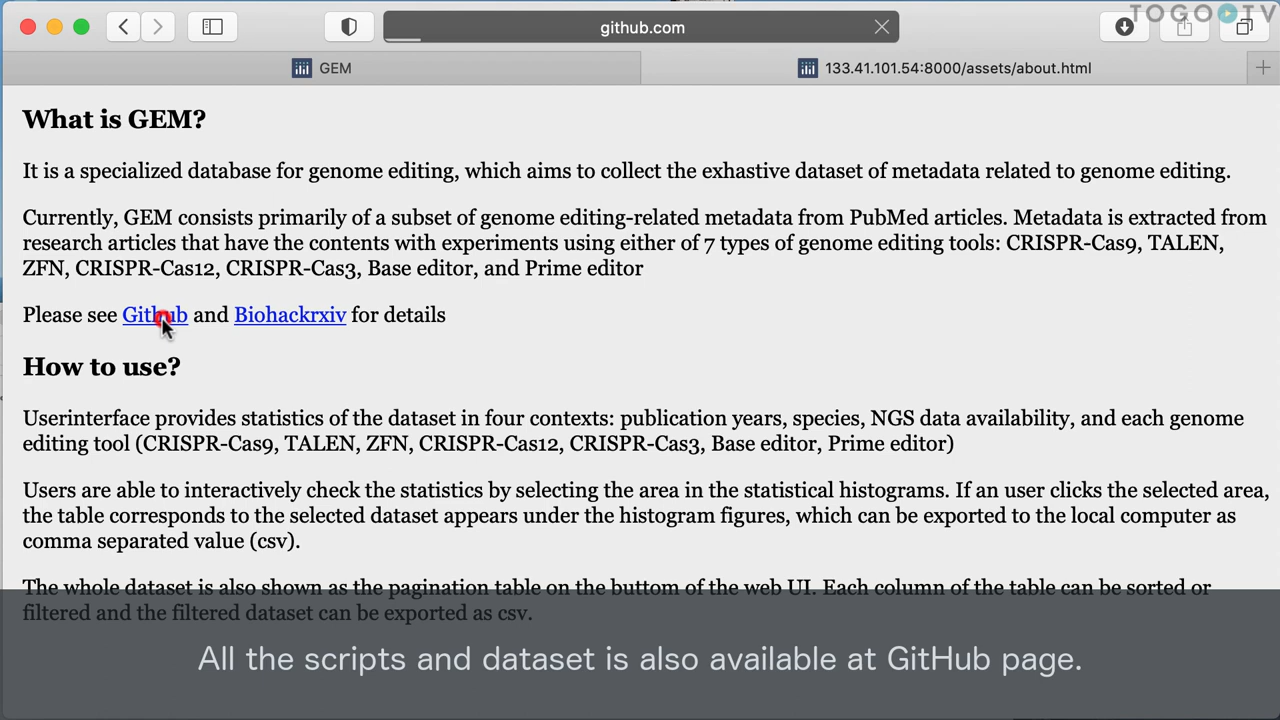 TOGO TV
github.com
GEM
133.41.101.54:8000/assets/about.html
What is GEM?
It is a specialized database for genome editing, which aims to collect the exhastive dataset of metadata related to genome editing.
Currently, GEM consists primarily of a subset of genome editing-related metadata from PubMed articles. Metadata is extracted from
research articles that have the contents with experiments using either of 7 types of genome editing tools: CRISPR-Cas9, TALEN,
ZFN, CRISPR-Cas12, CRISPR-Cas3, Base editor, and Prime editor
Please see Github and Biohackrxiv for details
How to use?
Userinterface provides statistics of the dataset in four contexts: publication years, species, NGS data availability, and each genome
editing tool (CRISPR-Cas9, TALEN, ZFN, CRISPR-Cas12, CRISPR-Cas3, Base editor, Prime editor)
Users are able to interactively check the statistics by selecting the area in the statistical histograms. If an user clicks the selected area,
the table corresponds to the selected dataset appears under the histogram figures, which can be exported to the local computer as
comma separated value (csv).
The whole dataset is also shown as the pagination table on the buttom of the web UI. Each column of the table can be sorted or
filtered and the filtered dataset can be exported as csv.
All the scripts and dataset is also available at GitHub page.